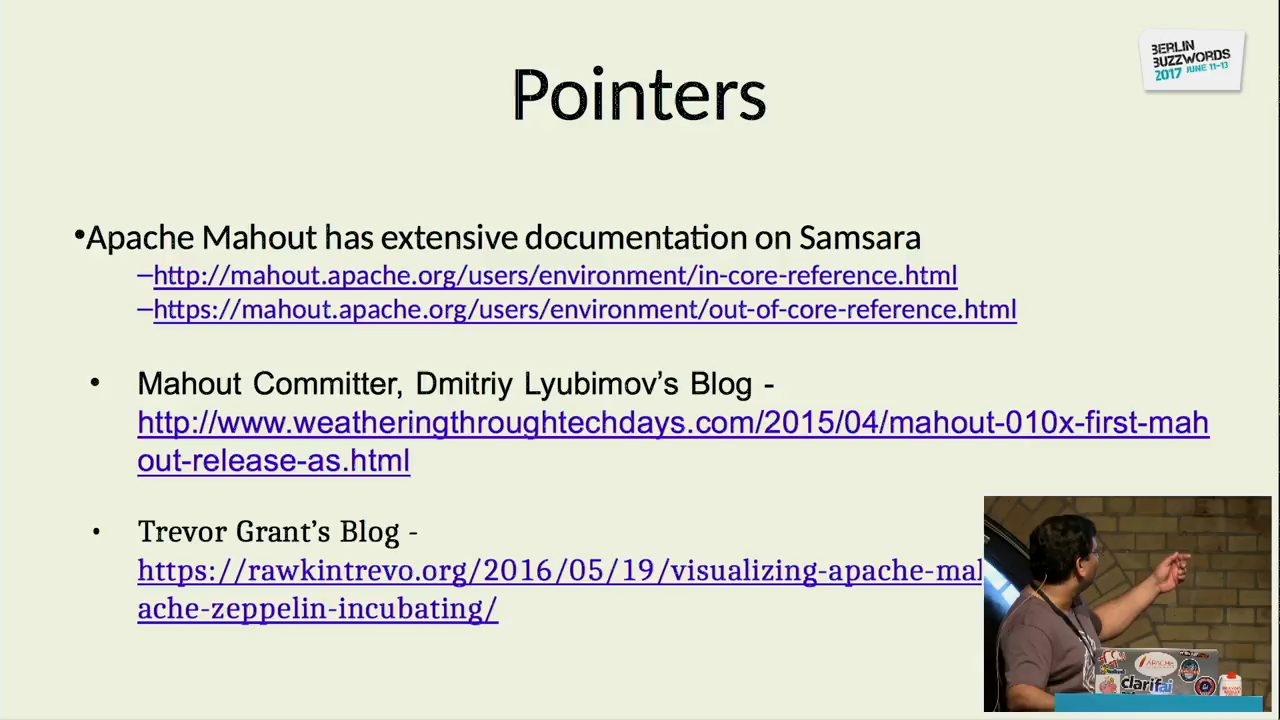 BERLIN
BUZZWORDS
2017 JUNE 11-13
Pointers
•Apache Mahout has extensive documentation on Samsara
–http://mahout.apache.org/users/environment/in-core-reference.html
–https://mahout.apache.org/users/environment/out-of-core-reference.html
• Mahout Committer, Dmitriy Lyubimov’s Blog -
http://www.weatheringthroughtechdays.com/2015/04/mahout-010x-first-mah
out-release-as.html
• Trevor Grant’s Blog -
https://rawkintrevo.org/2016/05/19/visualizing-apache-mal
ache-zeppelin-incubating/
APACHE
clarifai